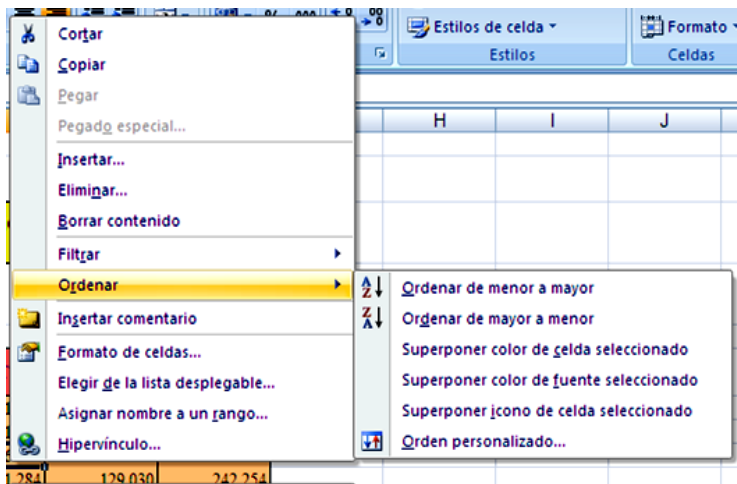 Estilos de celda
Formato
Estilos
Celdas
H
I
J
Cortar
Copiar
Pegar
Pegado especial...
Insertar...
Eliminar...
Borrar contenido
Filtrar
Ordenar
Insertar comentario
Formato de celdas...
Elegir de la lista desplegable...
Asignar nombre a un rango...
Hipervínculo...
Ordenar de menor a mayor
Ordenar de mayor a menor
Superponer color de celda seleccionado
Superponer color de fuente seleccionado
Superponer icono de celda seleccionado
Orden personalizado...
1.284 129.030 242.254